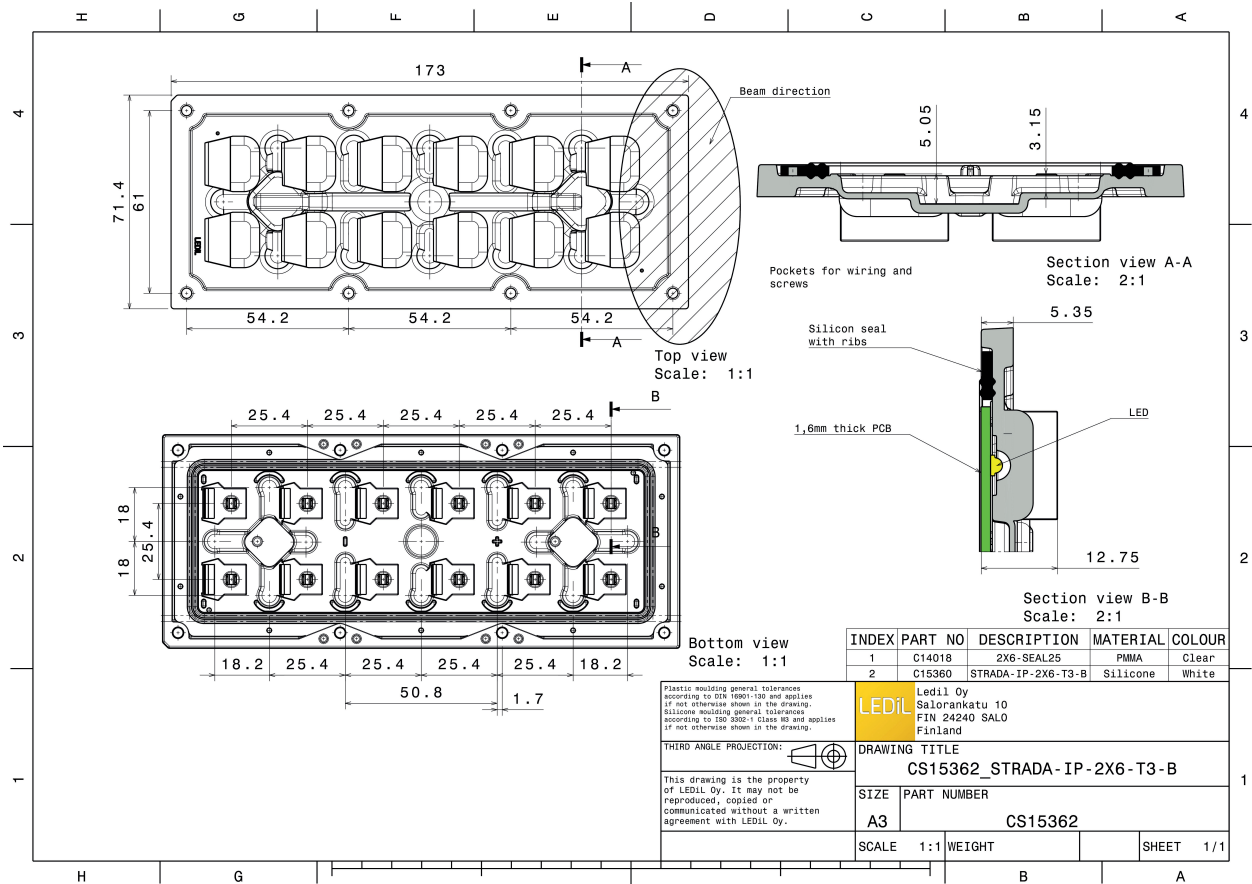 H G F E D C B A
4
4
173
A
Beam direction
71.4
61
LEDiL
54.2 54.2 54.2
A
Top view
Scale: 1:1
5.05
3.15
Pockets for wiring and
screws
Section view A-A
Scale: 2:1
3
3
5.35
Silicon seal
with ribs
LED
1,6mm thick PCB
12.75
Section view B-B
Scale: 2:1
B
25.4 25.4 25.4 25.4 25.4
18
25.4
18
B
2
2
18.2 25.4 25.4 25.4 25.4 18.2
50.8 1.7
Bottom view
Scale: 1:1
INDEX PART NO DESCRIPTION MATERIAL COLOUR
1 C14018 2X6-SEAL25 PMMA Clear
2 C15360 STRADA-IP-2X6-T3-B Silicone White
Plastic moulding general tolerances
according to DIN 16901-130 and applies
if not otherwise shown in the drawing.
Silicone moulding general tolerances
according to ISO 3302-1 Class M3 and applies
if not otherwise shown in the drawing.
LEDiL
Ledil Oy
Salorankatu 10
FIN 24240 SALO
Finland
THIRD ANGLE PROJECTION:
DRAWING TITLE
CS15362_STRADA-IP-2X6-T3-B
This drawing is the property
of LEDiL Oy. It may not be
reproduced, copied or
communicated without a written
agreement with LEDiL Oy.
SIZE PART NUMBER
A3 CS15362
SCALE 1:1 WEIGHT SHEET 1/1
1
1
H G B A